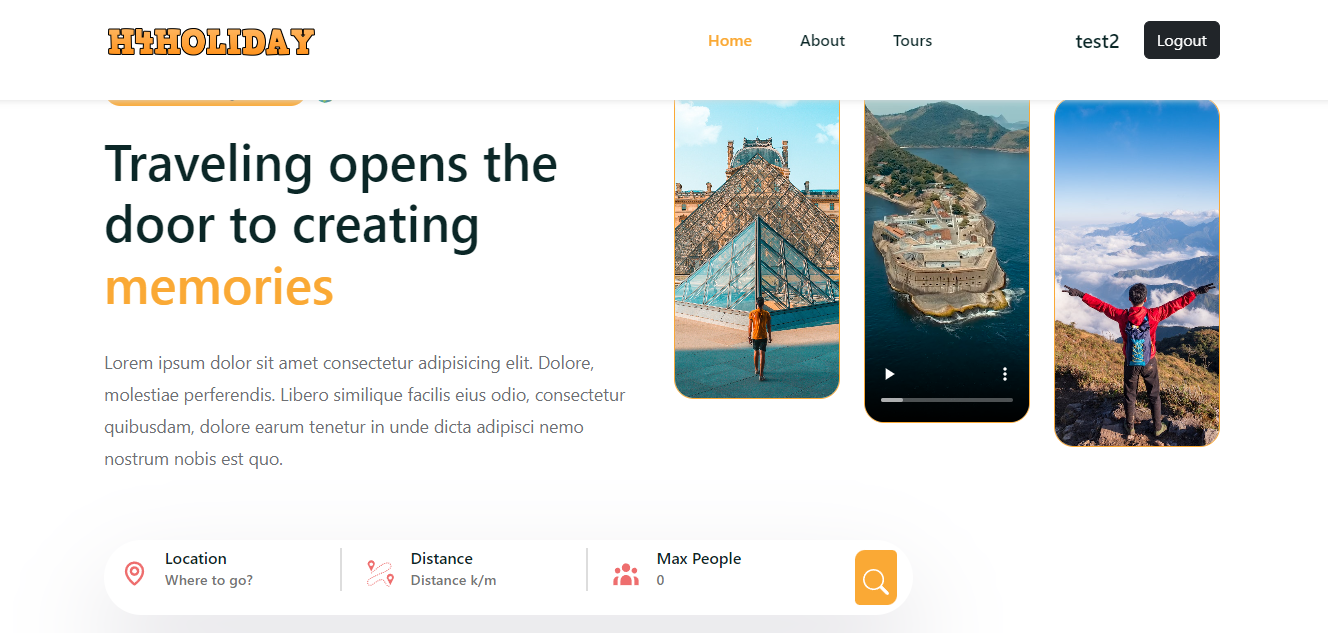 H4HOLIDAY
Home
About
Tours
test2
Logout
Traveling opens the
door to creating
memories
Lorem ipsum dolor sit amet consectetur adipisicing elit. Dolore,
molestiae perferendis. Libero similique facilis eius odio, consectetur
quibusdam, dolore earum tenetur in unde dicta adipisci nemo
nostrum nobis est quo.
Location
Where to go?
Distance
Distance k/m
Max People
0